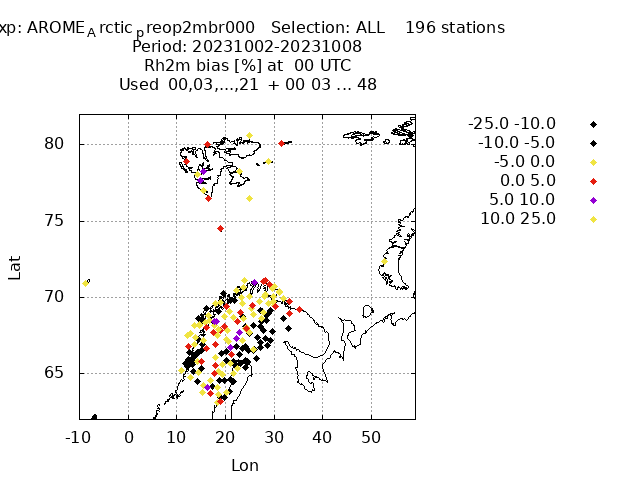 xp: AROME_A rctic_p reop2mbr000 Selection: ALL 196 stations
Period: 20231002-20231008
Rh2m bias [%] at 00 UTC
Used 00,03,...,21 + 00 03 ... 48
-25.0 -10.0
-10.0 -5.0
-5.0 0.0
0.0 5.0
5.0 10.0
10.0 25.0
80
75
70
65
Lat
-10 0 10 20 30 40 50
Lon